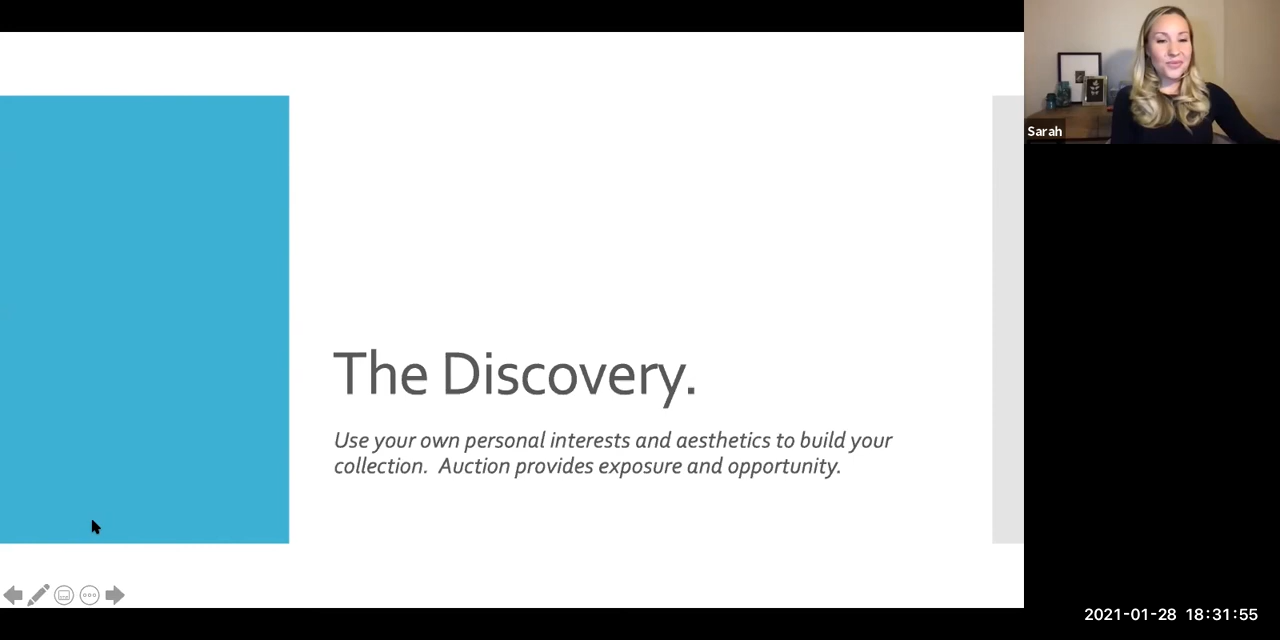 Sarah
The Discovery.
Use your own personal interests and aesthetics to build your
collection.  Auction provides exposure and opportunity.
2021-01-28 18:31:55